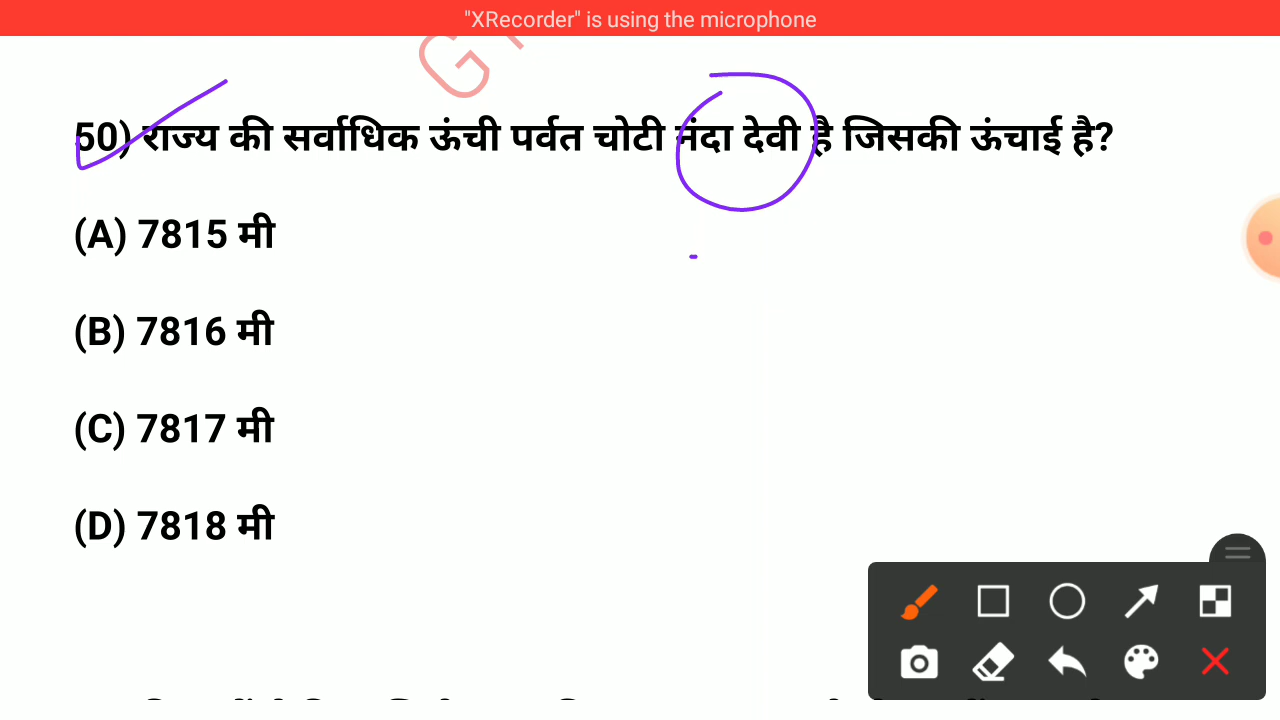 "XRecorder" is using the microphone
G
50) राज्य की सर्वाधिक ऊंची पर्वत चोटी नंदा देवी है जिसकी ऊंचाई है?
(A) 7815 मी
(B) 7816 मी
(C) 7817 मी
(D) 7818 मी